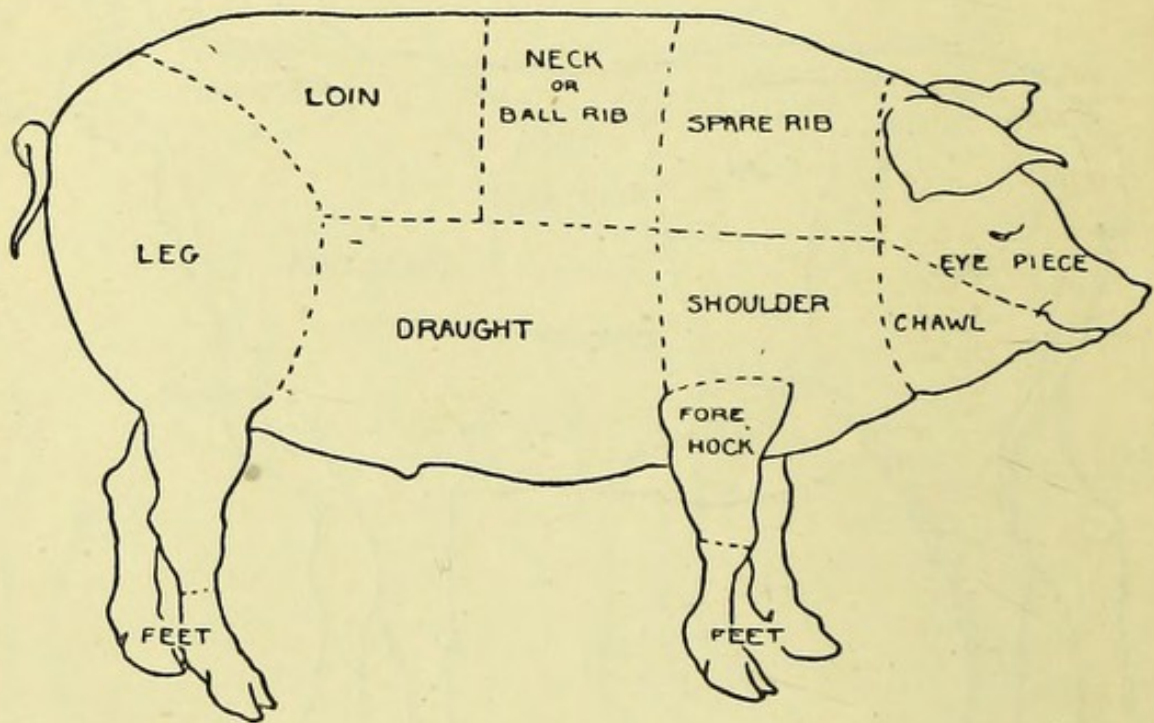 NECK
OR
BALL RIB
LOIN
SPARE RIB
LEG
EYE PIECE
SHOULDER
DRAUGHT
CHAWL
FORE
HOCK
FEET
FEET